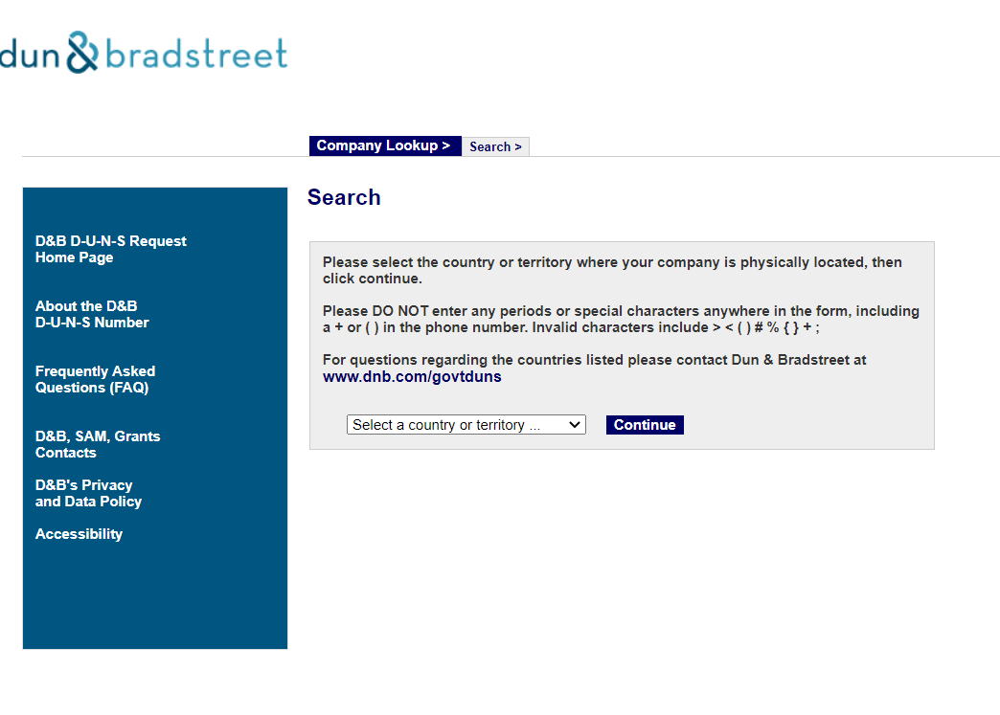 dun & bradstreet
Company Lookup >
Search >
Search
D&B D-U-N-S Request
Home Page
About the D&B
D-U-N-S Number
Frequently Asked
Questions (FAQ)
D&B, SAM, Grants
Contacts
D&B's Privacy
and Data Policy
Accessibility
Please select the country or territory where your company is physically located, then
click continue.
Please DO NOT enter any periods or special characters anywhere in the form, including
a + or ( ) in the phone number. Invalid characters include > < ( ) # % { } + ;
For questions regarding the countries listed please contact Dun & Bradstreet at
www.dnb.com/govtduns
Select a country or territory ...
Continue